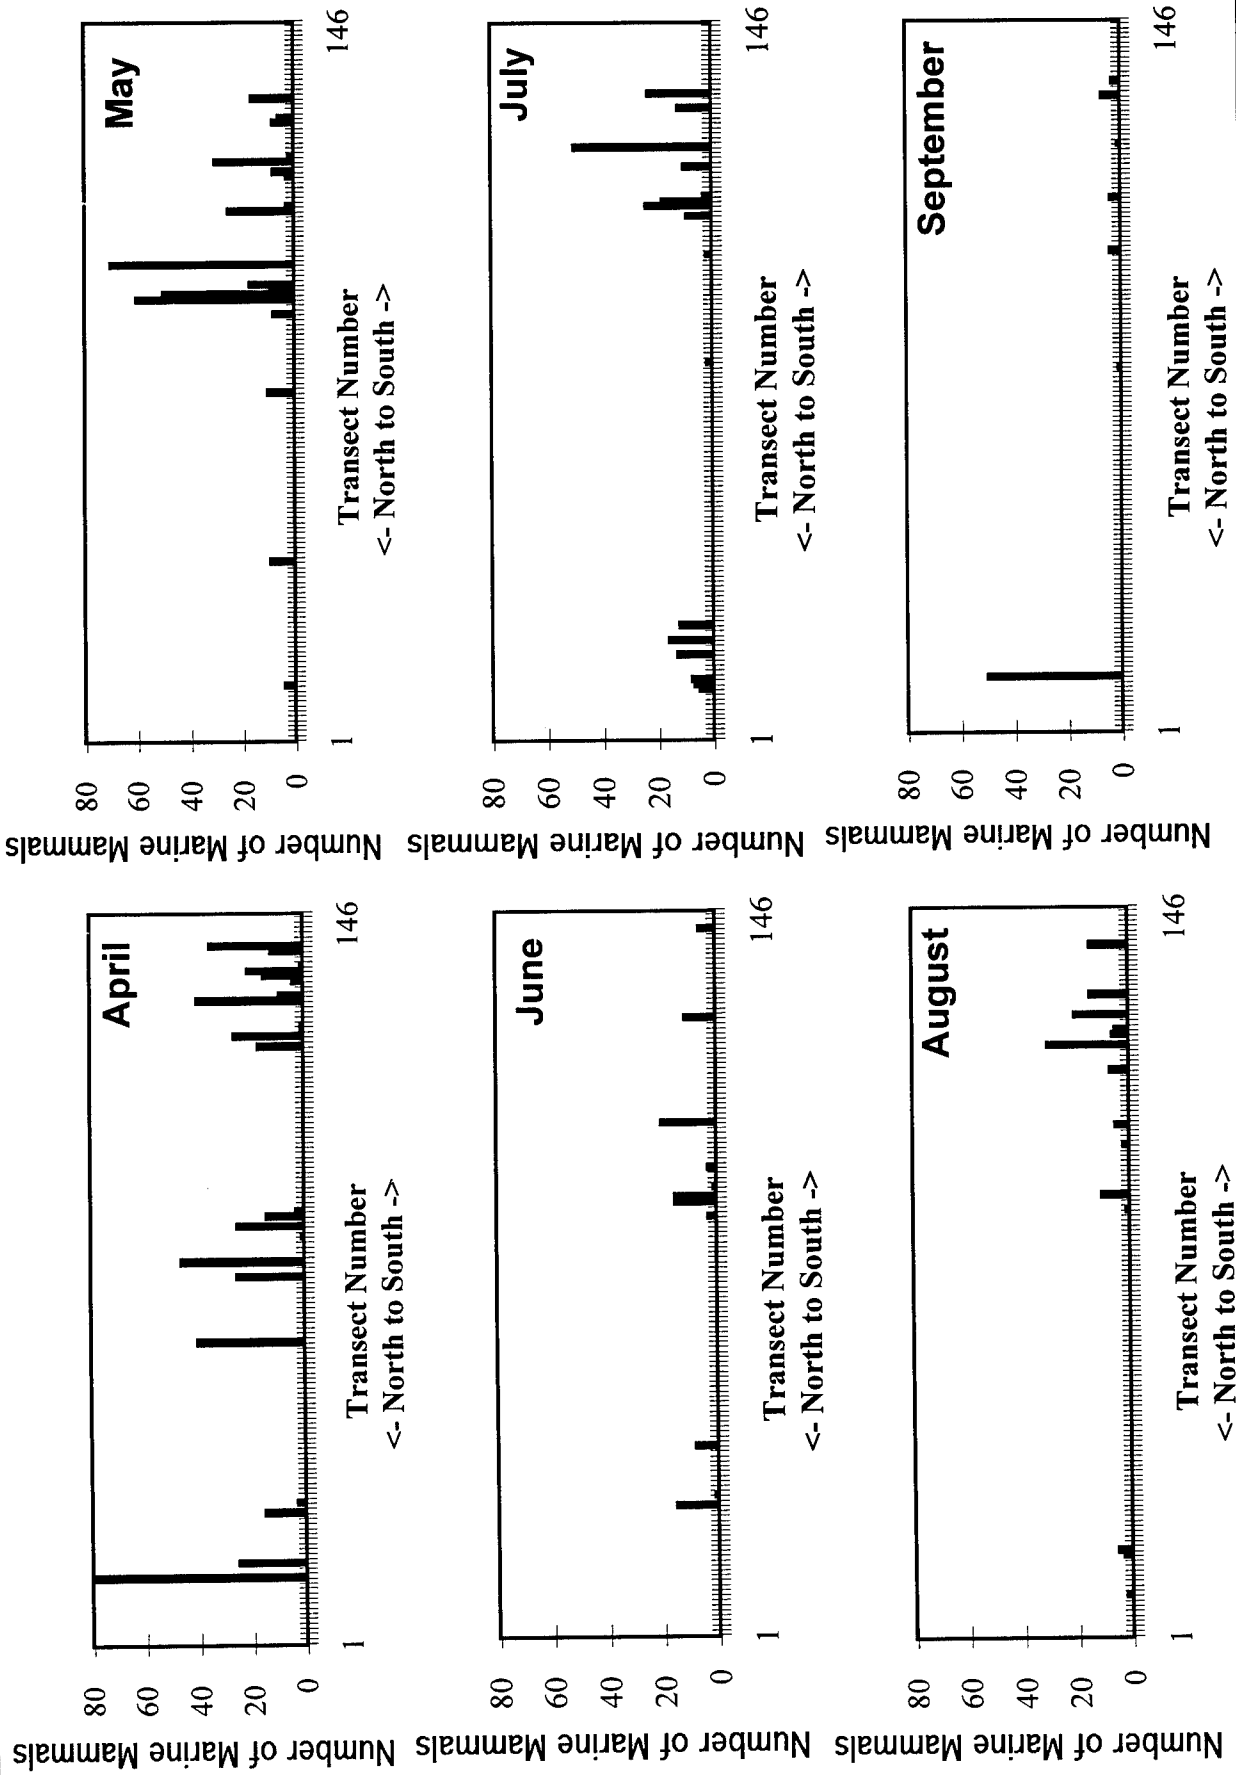 April
Number of Marine Mammals
80
60
40
20
0
1
146
Transect Number
<- North to South ->
May
Number of Marine Mammals
80
60
40
20
0
1
146
Transect Number
<- North to South ->
June
Number of Marine Mammals
80
60
40
20
0
1
146
Transect Number
<- North to South ->
July
Number of Marine Mammals
80
60
40
20
0
1
146
Transect Number
<- North to South ->
August
Number of Marine Mammals
80
60
40
20
0
1
146
Transect Number
<- North to South ->
September
Number of Marine Mammals
80
60
40
20
0
1
146
Transect Number
<- North to South ->